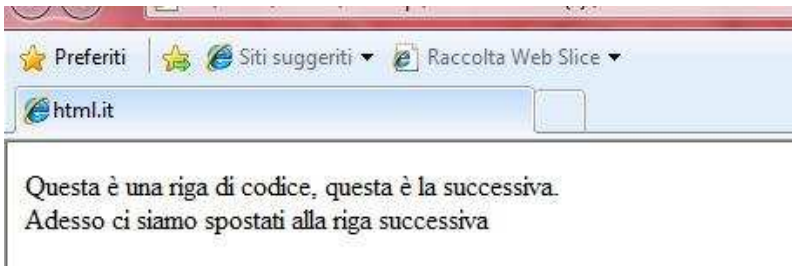 Preferiti Siti suggeriti Raccolta Web Slice
html.it
Questa è una riga di codice, questa è la successiva.
Adesso ci siamo spostati alla riga successiva